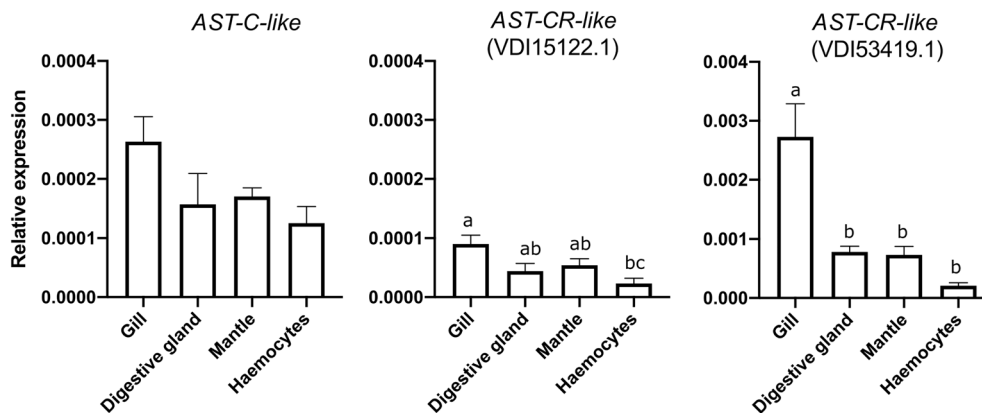 AST-C-like
AST-CR-like
(VDI15122.1)
AST-CR-like
(VDI53419.1)
Relative expression
0.0004
0.0003
0.0002
0.0001
0.0000
Gill
Digestive gland
Mantle
Haemocytes
0.0004
0.0003
0.0002
0.0001
0.0000
a
ab
ab
bc
Gill
Digestive gland
Mantle
Haemocytes
0.004
0.003
0.002
0.001
0.000
a
b
b
b
Gill
Digestive gland
Mantle
Haemocytes